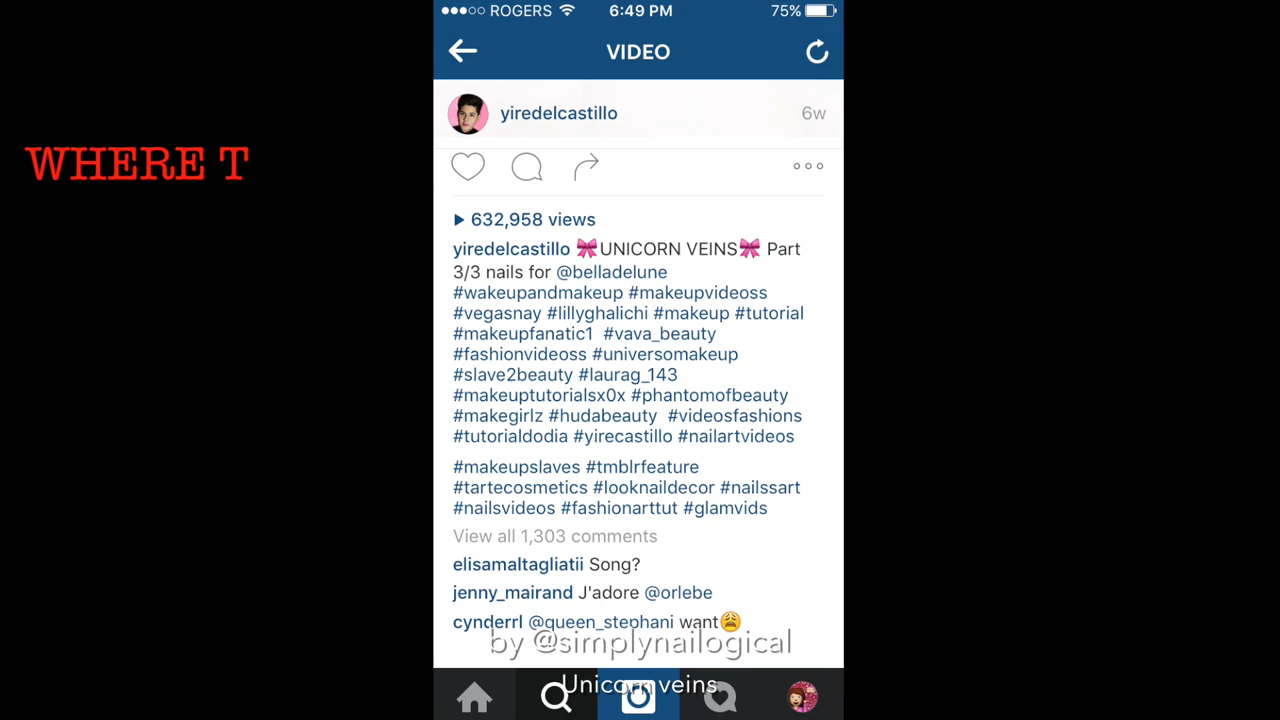 ●●●○○ ROGERS 6:49 PM 75%
VIDEO
yiredelcastillo 6w
WHERE T
632,958 views
yiredelcastillo 🎀UNICORN VEINS🎀 Part
3/3 nails for @belladelune
#wakeupandmakeup #makeupvideoss
#vegasnay #lillyghalichi #makeup #tutorial
#makeupfanatic1 #vava_beauty
#fashionvideoss #universomakeup
#slave2beauty #laurag_143
#makeuptutorialsx0x #phantomofbeauty
#makegirlz #hudabeauty #videosfashions
#tutorialdodia #yirecastillo #nailartvideos
#makeupslaves #tmblrfeature
#tartecosmetics #looknaildecor #nailssart
#nailsvideos #fashionarttut #glamvids
View all 1,303 comments
elisamaltagliatii Song?
jenny_mairand J'adore @orlebe
cynderrl @queen_stephani want😩
by @simplynailogical
Unicorn veins